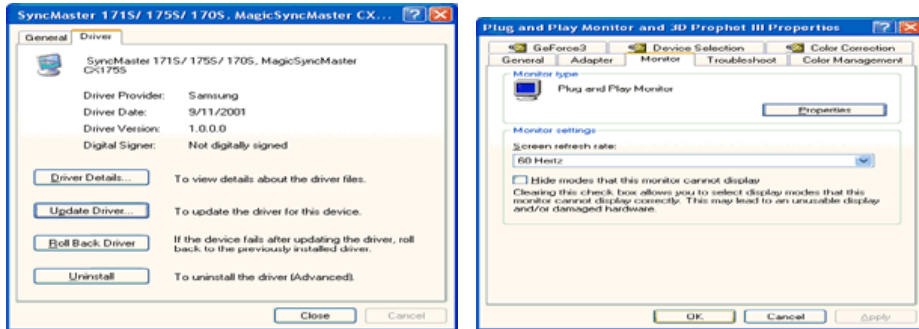 SyncMaster 171S/ 175S/ 170S, MagicSyncMaster CX...
General
Driver
SyncMaster 171S/ 175S/ 170S, MagicSyncMaster
CX175S
Driver Provider: Samsung
Driver Date: 9/11/2001
Driver Version: 1.0.0.0
Digital Signer: Not digitally signed
Driver Details...
To view details about the driver files.
Update Driver...
To update the driver for this device.
Roll Back Driver
If the device fails after updating the driver, roll
back to the previously installed driver.
Uninstall
To uninstall the driver (Advanced).
Close
Cancel
Plug and Play Monitor and 3D Prophet III Properties
GeForce3
Device Selection
Color Correction
General
Adapter
Monitor
Troubleshoot
Color Management
Monitor type
Plug and Play Monitor
Properties
Monitor settings
Screen refresh rate:
60 Hertz
Hide modes that this monitor cannot display
Clearing this check box allows you to select display modes that this
monitor cannot display correctly. This may lead to an unusable display
and/or damaged hardware.
OK
Cancel
Apply